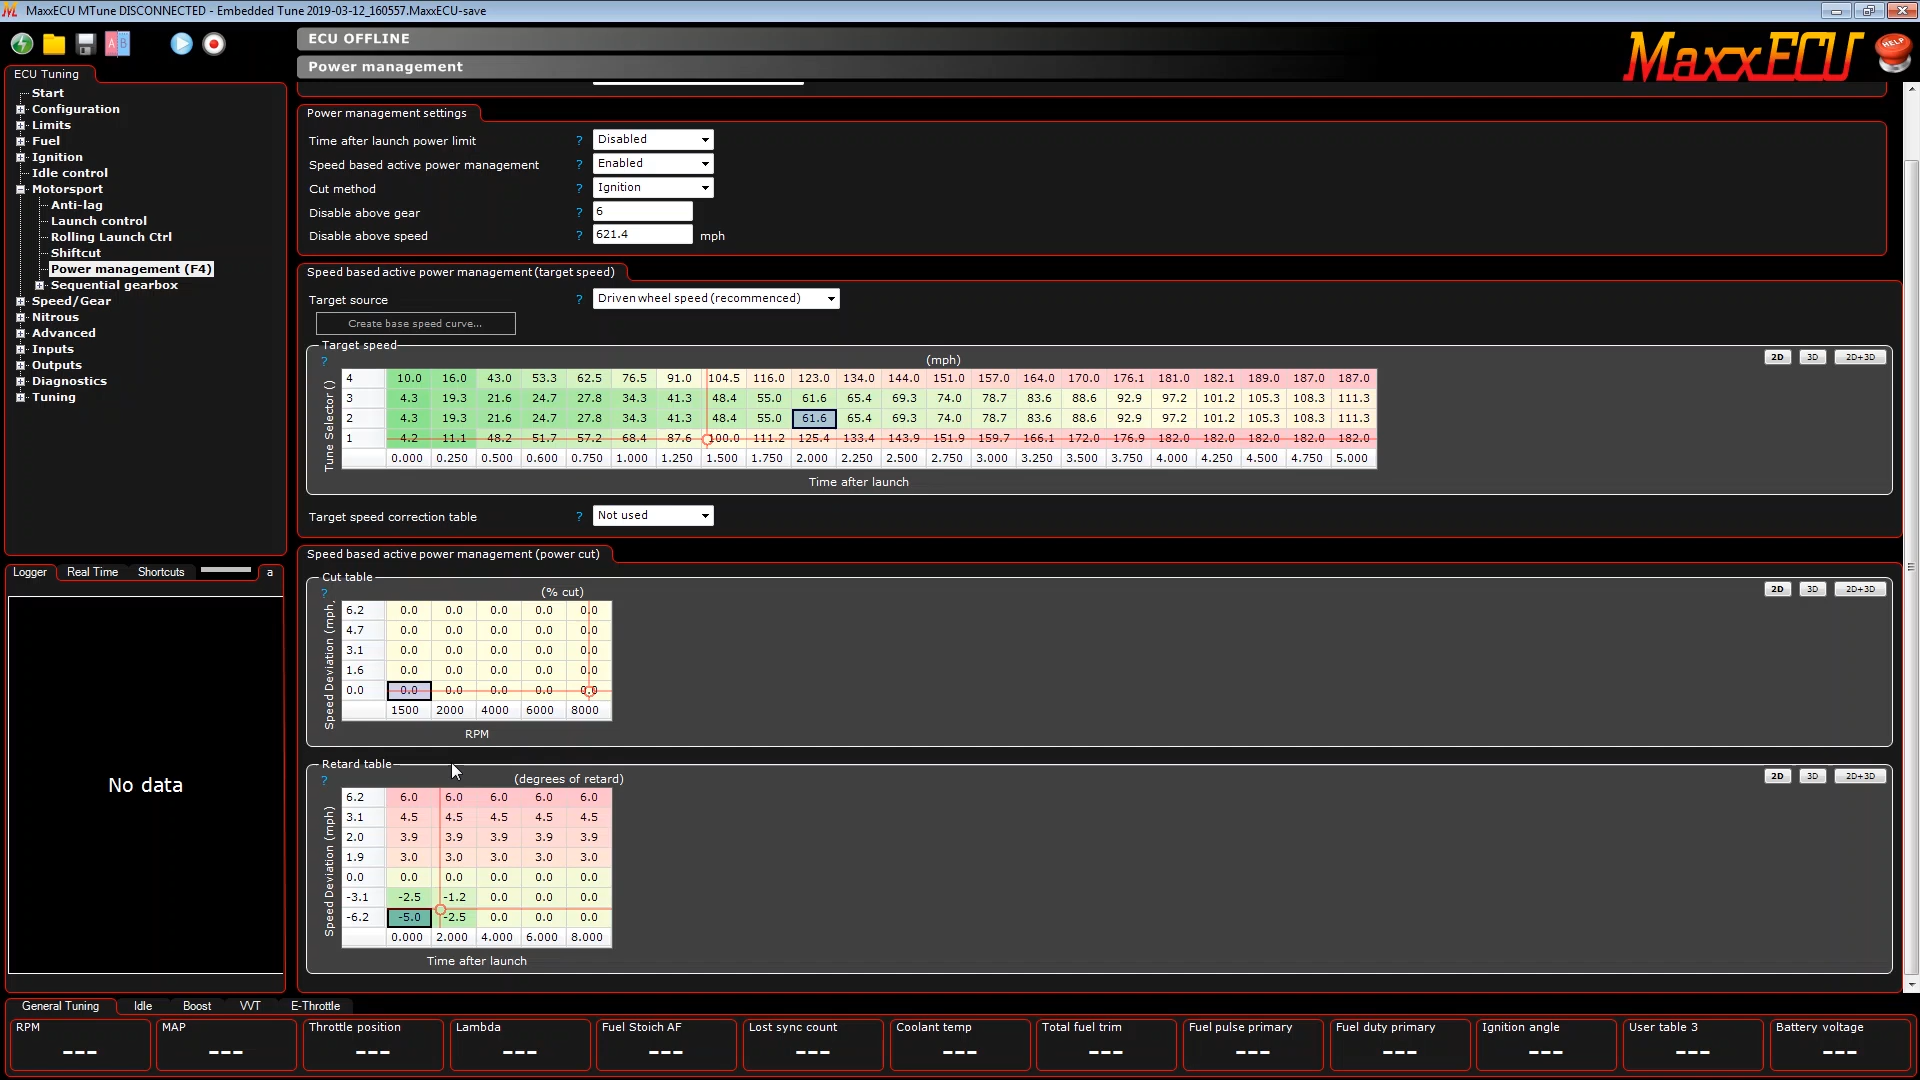 MaxxECU MTune DISCONNECTED - Embedded Tune 2019-03-12_160557.MaxxECU-save
ECU OFFLINE
Power management
MaxxECU
HELP
A B
ECU Tuning
Start
Configuration
Limits
Fuel
Ignition
Idle control
Motorsport
Anti-lag
Launch control
Rolling Launch Ctrl
Shiftcut
Power management (F4)
Sequential gearbox
Speed/Gear
Nitrous
Advanced
Inputs
Outputs
Diagnostics
Tuning
Logger Real Time Shortcuts a
No data
Power management settings
Time after launch power limit ? Disabled
Speed based active power management ? Enabled
Cut method ? Ignition
Disable above gear ? 6
Disable above speed ? 621.4 mph
Speed based active power management (target speed)
Target source ? Driven wheel speed (recommenced)
Create base speed curve...
Target speed
? (mph) 2D 3D 2D+3D
Tune Selector ()
4 10.0 16.0 43.0 53.3 62.5 76.5 91.0 104.5 116.0 123.0 134.0 144.0 151.0 157.0 164.0 170.0 176.1 181.0 182.1 189.0 187.0 187.0
3 4.3 19.3 21.6 24.7 27.8 34.3 41.3 48.4 55.0 61.6 65.4 69.3 74.0 78.7 83.6 88.6 92.9 97.2 101.2 105.3 108.3 111.3
2 4.3 19.3 21.6 24.7 27.8 34.3 41.3 48.4 55.0 61.6 65.4 69.3 74.0 78.7 83.6 88.6 92.9 97.2 101.2 105.3 108.3 111.3
1 4.2 11.1 48.2 51.7 57.2 68.4 87.6 100.0 111.2 125.4 133.4 143.9 151.9 159.7 166.1 172.0 176.9 182.0 182.0 182.0 182.0 182.0
0.000 0.250 0.500 0.600 0.750 1.000 1.250 1.500 1.750 2.000 2.250 2.500 2.750 3.000 3.250 3.500 3.750 4.000 4.250 4.500 4.750 5.000
Time after launch
Target speed correction table ? Not used
Speed based active power management (power cut)
Cut table
? (% cut) 2D 3D 2D+3D
Speed Deviation (mph,
6.2 0.0 0.0 0.0 0.0 0.0
4.7 0.0 0.0 0.0 0.0 0.0
3.1 0.0 0.0 0.0 0.0 0.0
1.6 0.0 0.0 0.0 0.0 0.0
0.0 0.0 0.0 0.0 0.0 0.0
1500 2000 4000 6000 8000
RPM
Retard table
? (degrees of retard) 2D 3D 2D+3D
Speed Deviation (mph)
6.2 6.0 6.0 6.0 6.0 6.0
3.1 4.5 4.5 4.5 4.5 4.5
2.0 3.9 3.9 3.9 3.9 3.9
1.9 3.0 3.0 3.0 3.0 3.0
0.0 0.0 0.0 0.0 0.0 0.0
-3.1 -2.5 -1.2 0.0 0.0 0.0
-6.2 -5.0 -2.5 0.0 0.0 0.0
0.000 2.000 4.000 6.000 8.000
Time after launch
General Tuning Idle Boost VVT E-Throttle
RPM MAP Throttle position Lambda Fuel Stoich AF Lost sync count Coolant temp Total fuel trim Fuel pulse primary Fuel duty primary Ignition angle User table 3 Battery voltage
--- --- --- --- --- --- --- --- --- --- --- --- ---